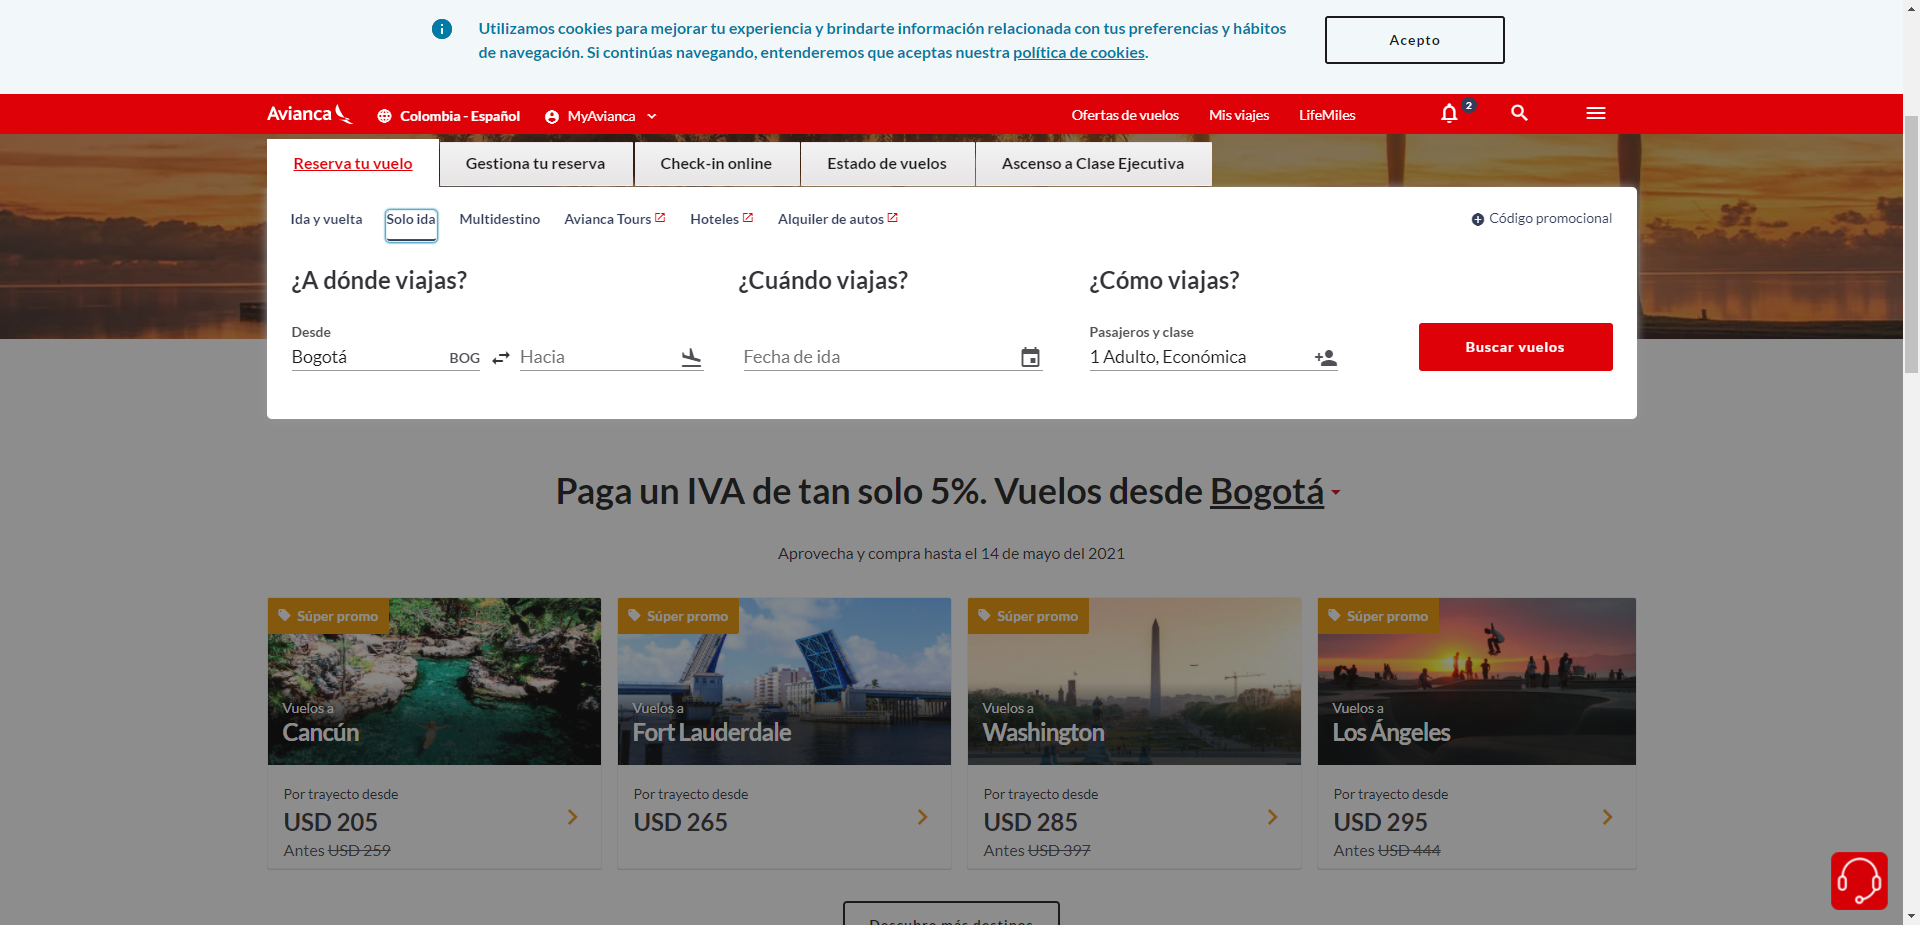 Utilizamos cookies para mejorar tu experiencia y brindarte información relacionada con tus preferencias y hábitos
de navegación. Si continúas navegando, entenderemos que aceptas nuestra política de cookies.
Acepto
Avianca
Colombia - Español
MyAvianca
Ofertas de vuelos
Mis viajes
LifeMiles
2
Reserva tu vuelo
Gestiona tu reserva
Check-in online
Estado de vuelos
Ascenso a Clase Ejecutiva
Ida y vuelta
Solo ida
Multidestino
Avianca Tours
Hoteles
Alquiler de autos
Código promocional
¿A dónde viajas?
¿Cuándo viajas?
¿Cómo viajas?
Desde
Bogotá
BOG
Hacia
Fecha de ida
Pasajeros y clase
1 Adulto, Económica
Buscar vuelos
Paga un IVA de tan solo 5%. Vuelos desde Bogotá
Aprovecha y compra hasta el 14 de mayo del 2021
Súper promo
Vuelos a
Cancún
Por trayecto desde
USD 205
Antes USD 259
Súper promo
Vuelos a
Fort Lauderdale
Por trayecto desde
USD 265
Súper promo
Vuelos a
Washington
Por trayecto desde
USD 285
Antes USD 397
Súper promo
Vuelos a
Los Ángeles
Por trayecto desde
USD 295
Antes USD 444
Descubre más destinos